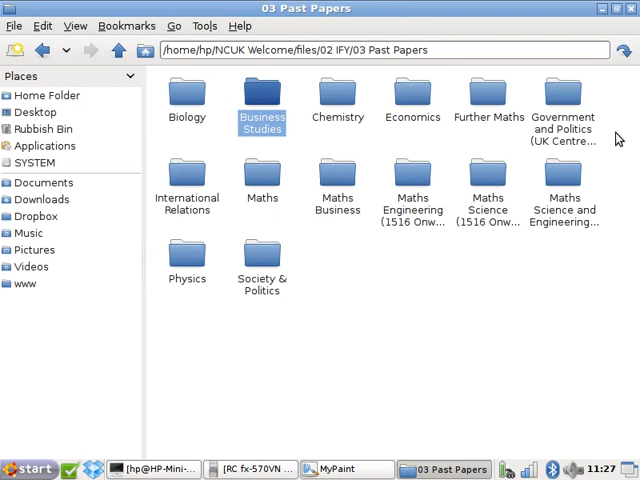 03 Past Papers
File Edit View Bookmarks Go Tools Help
/home/hp/NCUK Welcome/files/02 IFY/03 Past Papers
Places
Home Folder
Desktop
Rubbish Bin
Applications
SYSTEM
Documents
Downloads
Dropbox
Music
Pictures
Videos
www
Biology
Business
Studies
Chemistry
Economics
Further Maths
Government
and Politics
(UK Centre...
International
Relations
Maths
Maths
Business
Maths
Engineering
(1516 Onw...
Maths
Science
(1516 Onw...
Maths
Science and
Engineering...
Physics
Society &
Politics
start
[hp@HP-Mini-...
[RC fx-570VN ...
MyPaint
03 Past Papers
11:27